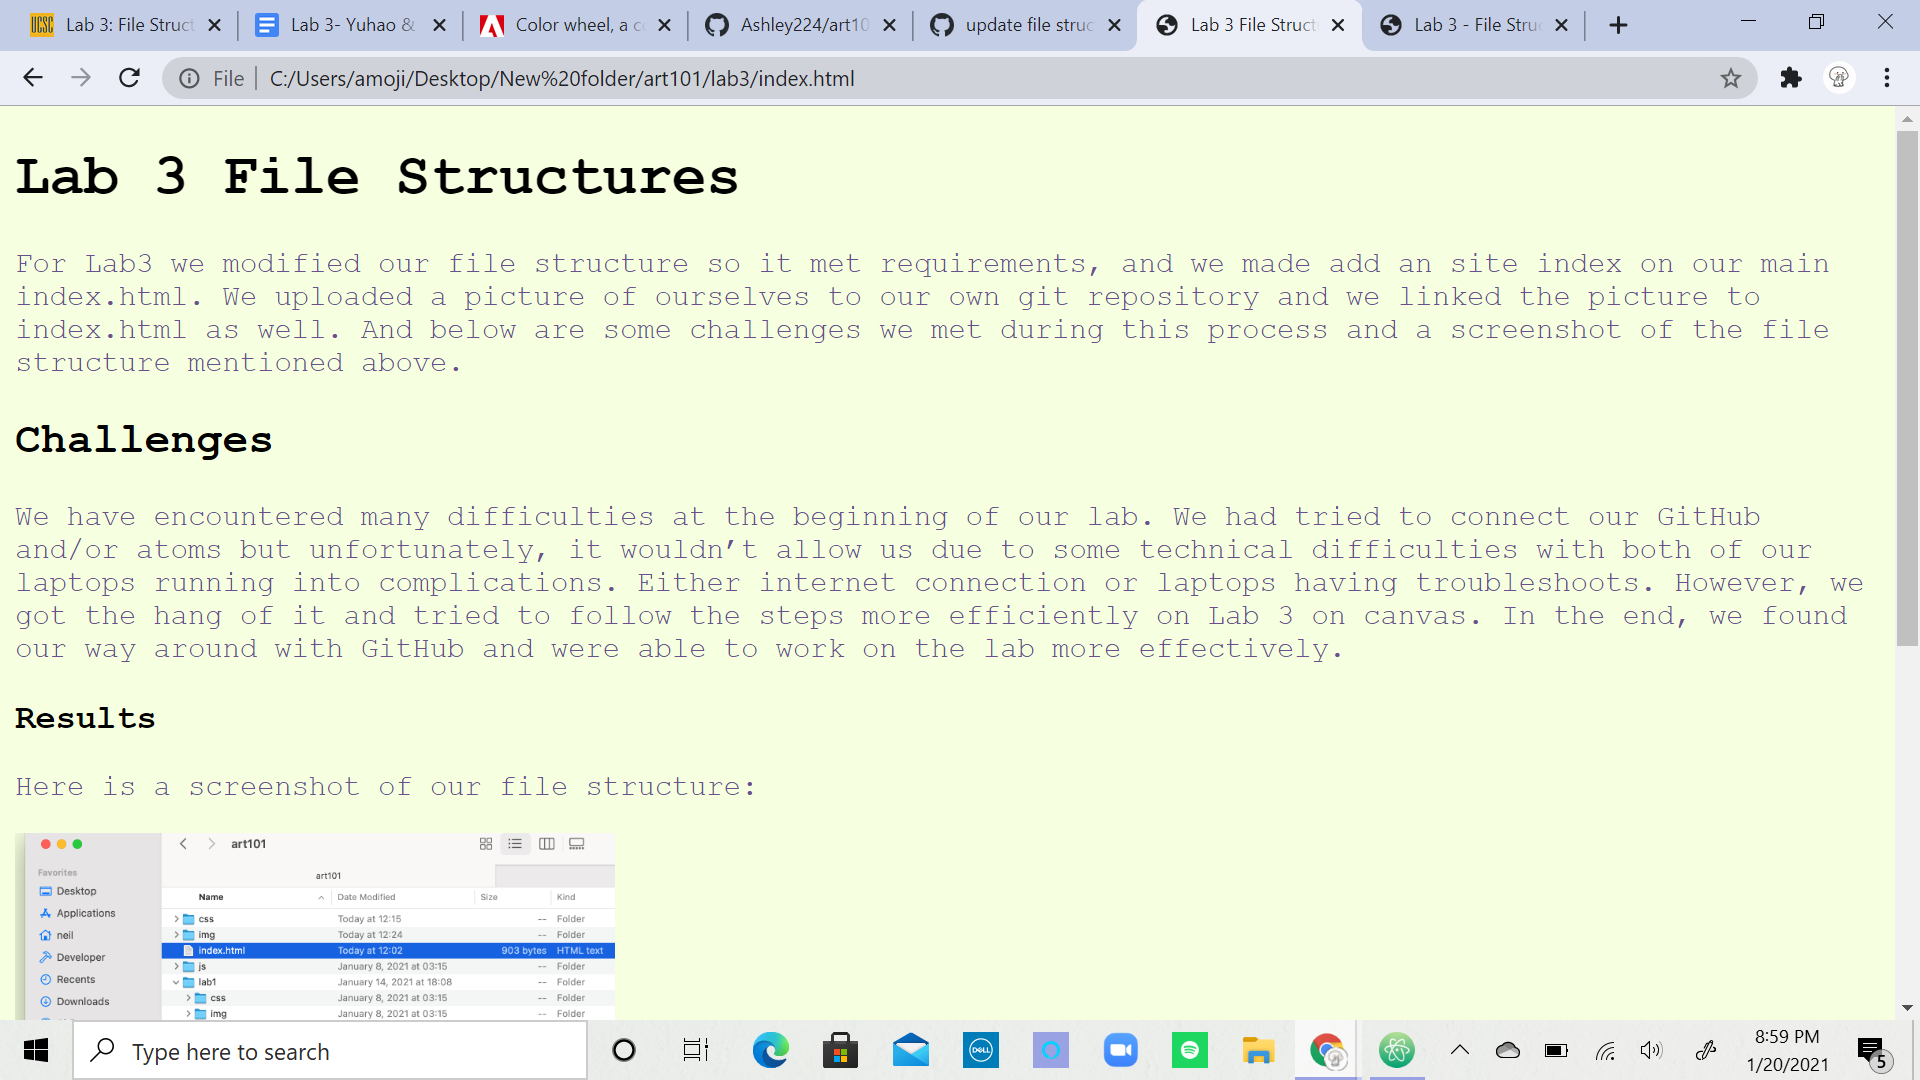 Lab 3: File Struct
Lab 3- Yuhao &
Color wheel, a co
Ashley224/art10
update file struc
Lab 3 File Struct
Lab 3 - File Stru
File
C:/Users/amoji/Desktop/New%20folder/art101/lab3/index.html
Lab 3 File Structures
For Lab3 we modified our file structure so it met requirements, and we made add an site index on our main
index.html. We uploaded a picture of ourselves to our own git repository and we linked the picture to
index.html as well. And below are some challenges we met during this process and a screenshot of the file
structure mentioned above.
Challenges
We have encountered many difficulties at the beginning of our lab. We had tried to connect our GitHub
and/or atoms but unfortunately, it wouldn’t allow us due to some technical difficulties with both of our
laptops running into complications. Either internet connection or laptops having troubleshoots. However, we
got the hang of it and tried to follow the steps more efficiently on Lab 3 on canvas. In the end, we found
our way around with GitHub and were able to work on the lab more effectively.
Results
Here is a screenshot of our file structure:
art101
Favorites
Desktop
Applications
neil
Developer
Recents
Downloads
art101
Name Date Modified Size Kind
css Today at 12:15 -- Folder
img Today at 12:24 -- Folder
index.html Today at 12:02 903 bytes HTML text
js January 8, 2021 at 03:15 -- Folder
lab1 January 14, 2021 at 18:08 -- Folder
css January 8, 2021 at 03:15 -- Folder
img January 8, 2021 at 03:15 -- Folder
Type here to search
DELL
8:59 PM
1/20/2021
5